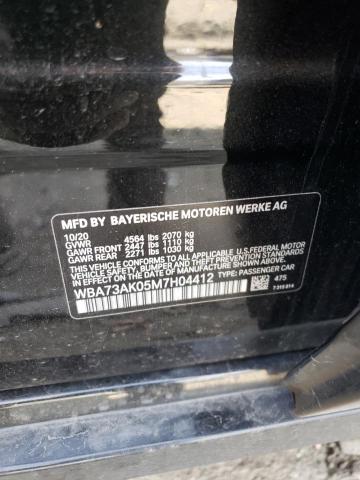 MFD BY BAYERISCHE MOTOREN WERKE AG
10/20
GVWR 4564 lbs 2070 kg
GAWR FRONT 2447 lbs 1110 kg
GAWR REAR 2271 lbs 1030 kg
THIS VEHICLE CONFORMS TO ALL APPLICABLE U.S.FEDERAL MOTOR
VEHICLE SAFETY, BUMPER, AND THEFT PREVENTION STANDARDS
IN EFFECT ON THE DATE OF MANUFACTURE SHOWN ABOVE.
WBA73AK05M7H04412 TYPE: PASSENGER CAR
475